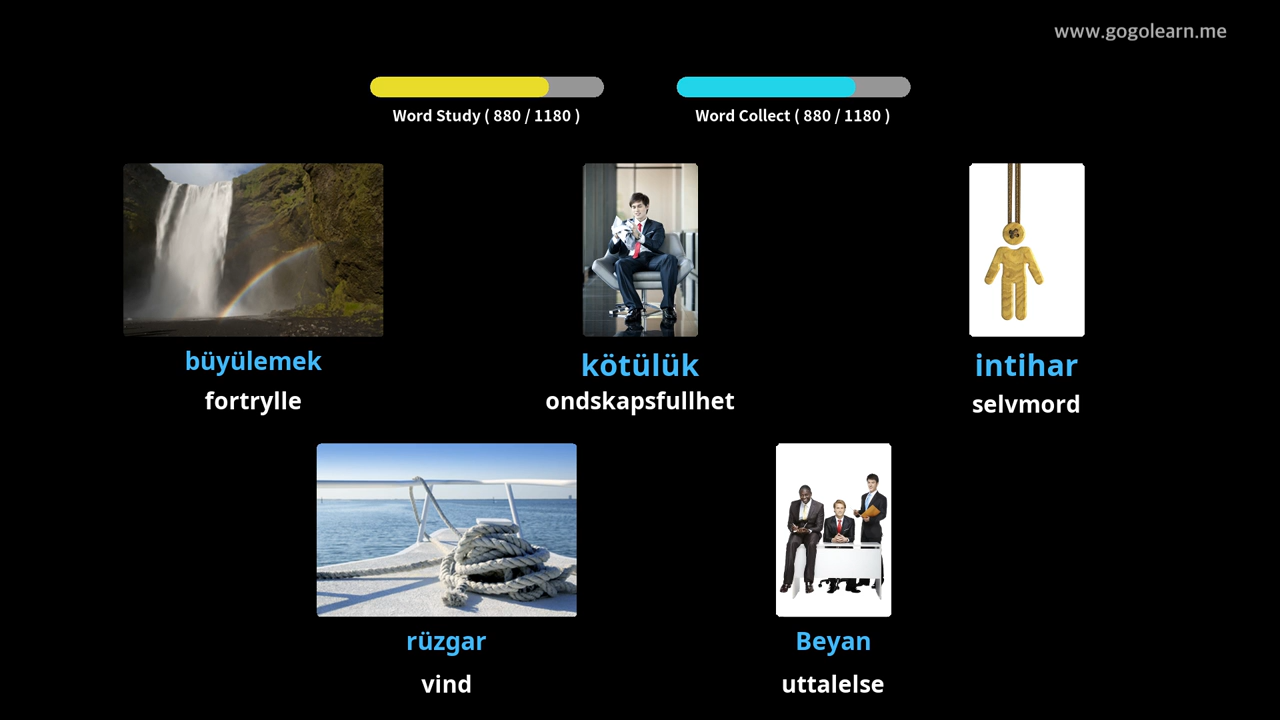 www.gogolearn.me
Word Study ( 880 / 1180 )
Word Collect ( 880 / 1180 )
büyülemek
fortrylle
kötülük
ondskapsfullhet
intihar
selvmord
rüzgar
vind
Beyan
uttalelse